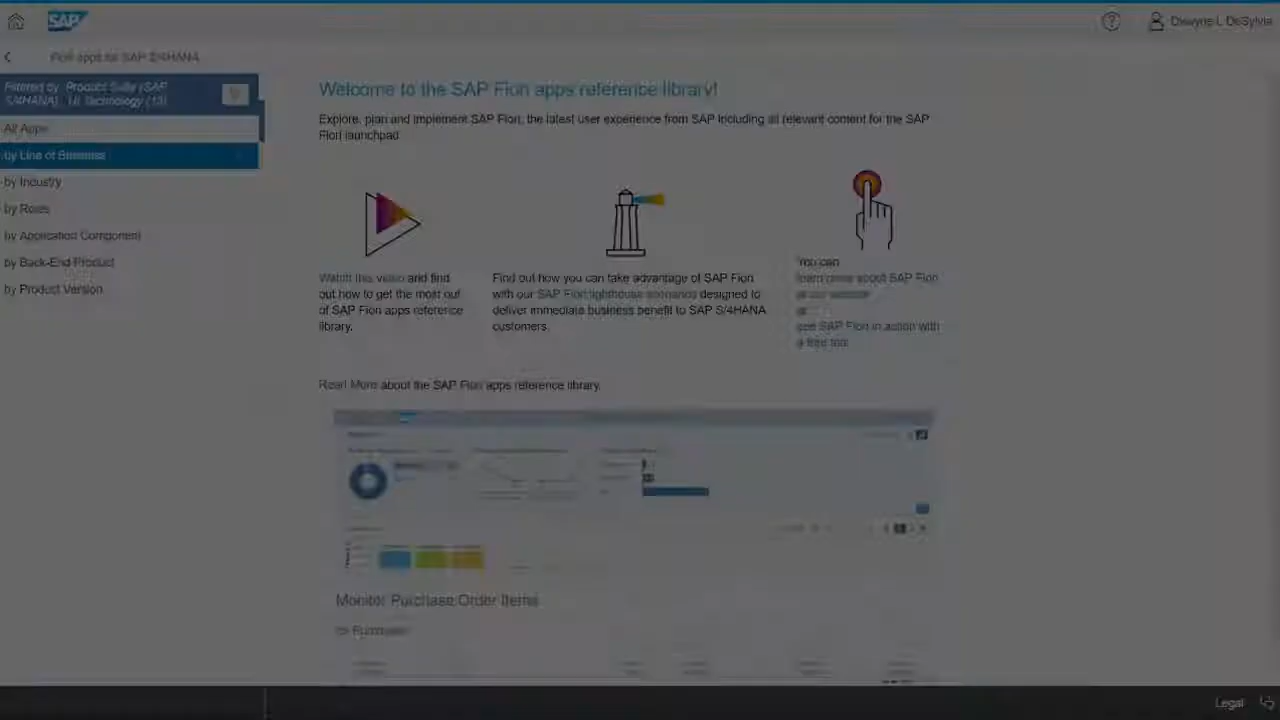 SAP
Dwayne L DeSylvia
Fiori apps for SAP S/4HANA
Filtered by: Product Suite (SAP
S/4HANA), UI Technology (13)
All Apps
by Line of Business
by Industry
by Roles
by Application Component
by Back-End Product
by Product Version
Welcome to the SAP Fiori apps reference library!
Explore, plan and implement SAP Fiori, the latest user experience from SAP including all relevant content for the SAP
Fiori launchpad.
Watch this video and find
out how to get the most out
of SAP Fiori apps reference
library.
Find out how you can take advantage of SAP Fiori
with our SAP Fiori lighthouse scenarios designed to
deliver immediate business benefit to SAP S/4HANA
customers.
You can
learn more about SAP Fiori
at our website
or
see SAP Fiori in action with
a free trial
Read More about the SAP Fiori apps reference library.
Monitor Purchase Order Items
for Purchaser
Legal